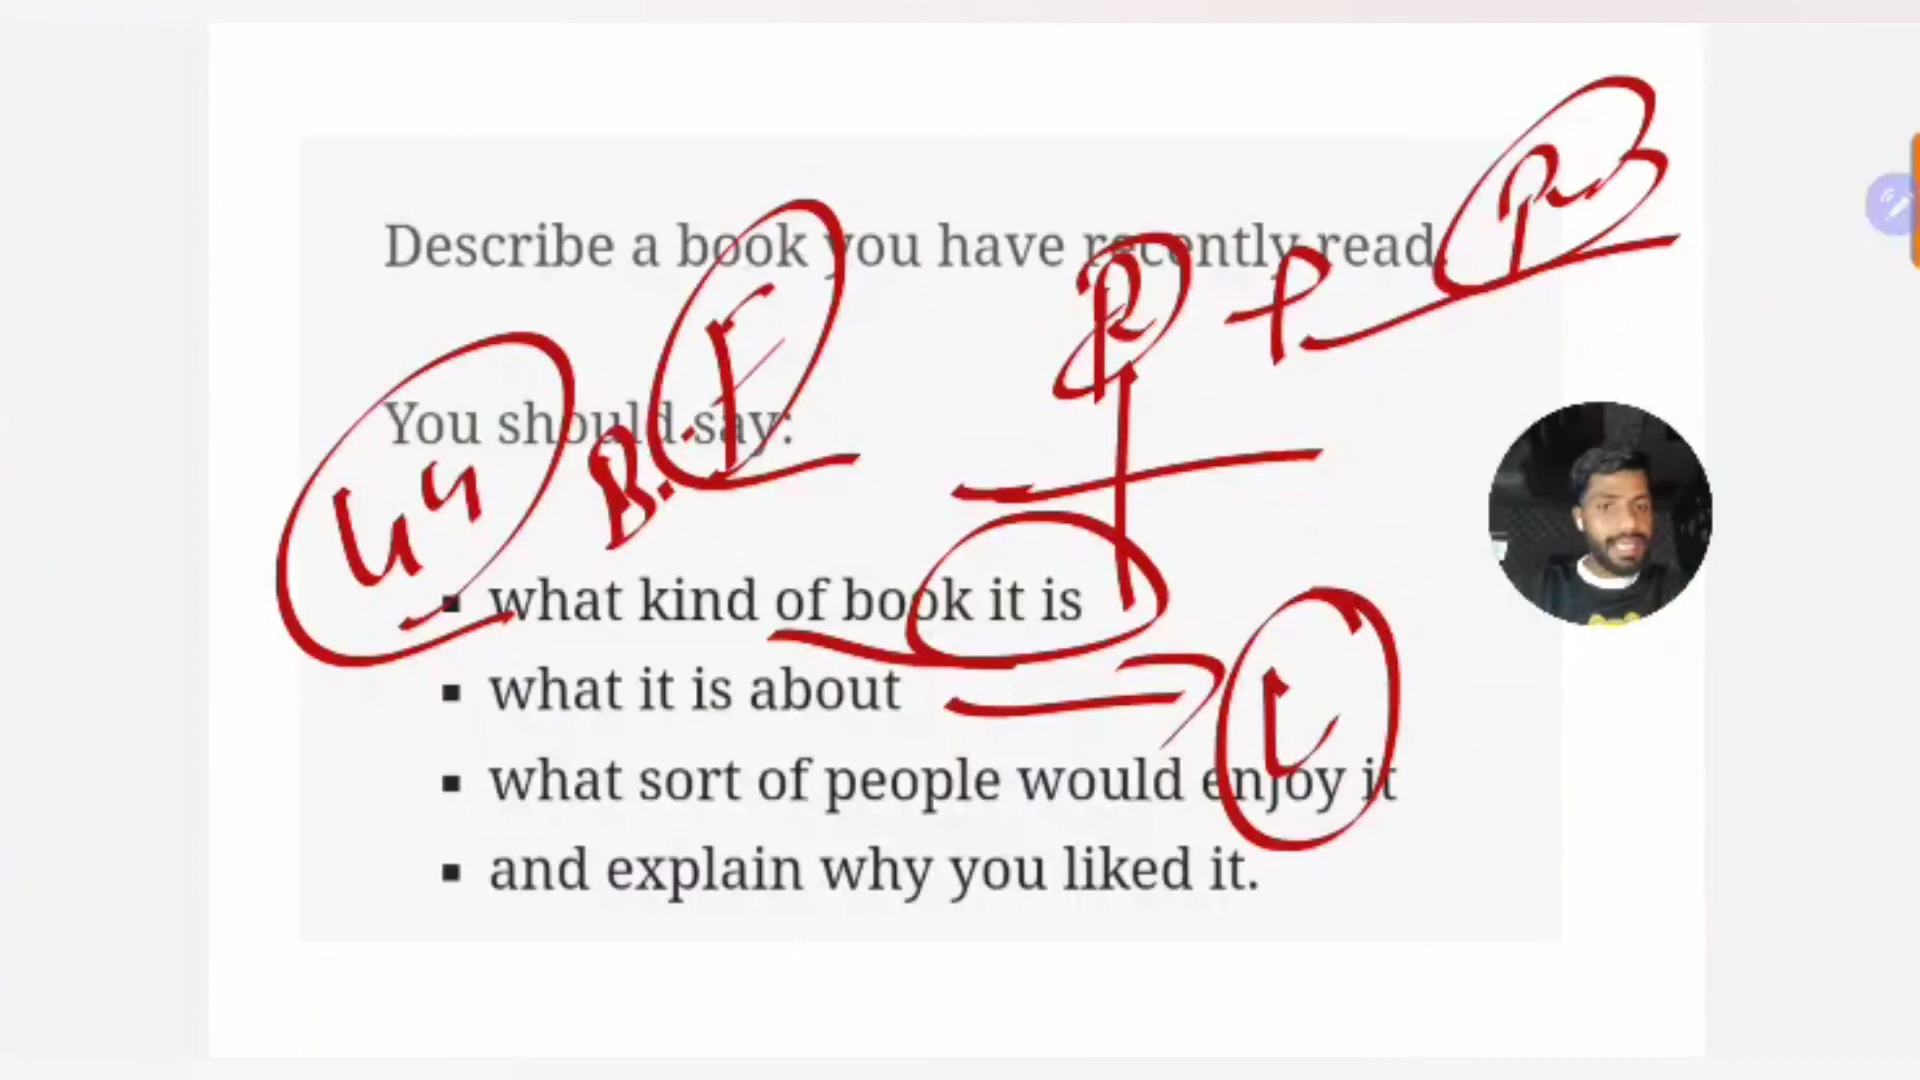 Describe a book you have recently read.
You should say:
▪ what kind of book it is
▪ what it is about
▪ what sort of people would enjoy it
▪ and explain why you liked it.